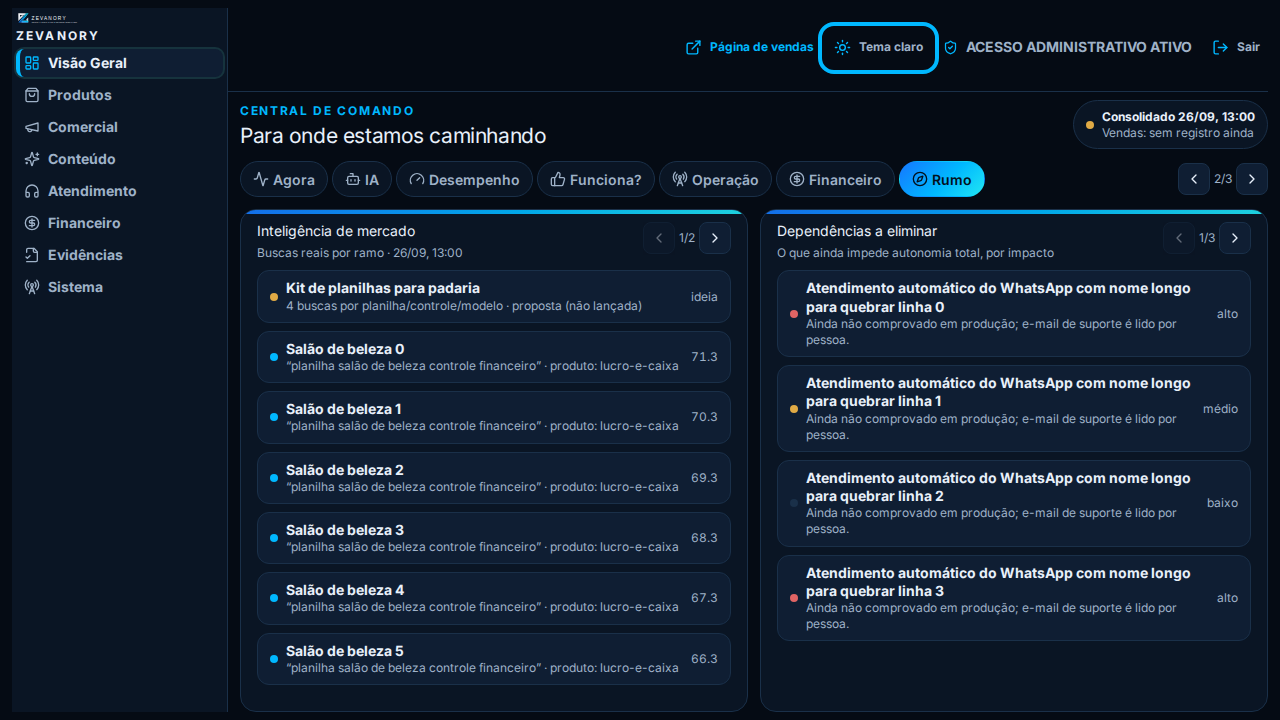 ZEVANORY
ZEVANORY
Visão Geral
Produtos
Comercial
Conteúdo
Atendimento
Financeiro
Evidências
Sistema
Página de vendas
Tema claro
ACESSO ADMINISTRATIVO ATIVO
Sair
CENTRAL DE COMANDO
Para onde estamos caminhando
Consolidado 26/09, 13:00
Vendas: sem registro ainda
Agora
IA
Desempenho
Funciona?
Operação
Financeiro
Rumo
2/3
Inteligência de mercado
Buscas reais por ramo · 26/09, 13:00
1/2
Kit de planilhas para padaria
4 buscas por planilha/controle/modelo · proposta (não lançada)
ideia
Salão de beleza 0
“planilha salão de beleza controle financeiro” · produto: lucro-e-caixa
71.3
Salão de beleza 1
“planilha salão de beleza controle financeiro” · produto: lucro-e-caixa
70.3
Salão de beleza 2
“planilha salão de beleza controle financeiro” · produto: lucro-e-caixa
69.3
Salão de beleza 3
“planilha salão de beleza controle financeiro” · produto: lucro-e-caixa
68.3
Salão de beleza 4
“planilha salão de beleza controle financeiro” · produto: lucro-e-caixa
67.3
Salão de beleza 5
“planilha salão de beleza controle financeiro” · produto: lucro-e-caixa
66.3
Dependências a eliminar
O que ainda impede autonomia total, por impacto
1/3
Atendimento automático do WhatsApp com nome longo
para quebrar linha 0
Ainda não comprovado em produção; e-mail de suporte é lido por
pessoa.
alto
Atendimento automático do WhatsApp com nome longo
para quebrar linha 1
Ainda não comprovado em produção; e-mail de suporte é lido por
pessoa.
médio
Atendimento automático do WhatsApp com nome longo
para quebrar linha 2
Ainda não comprovado em produção; e-mail de suporte é lido por
pessoa.
baixo
Atendimento automático do WhatsApp com nome longo
para quebrar linha 3
Ainda não comprovado em produção; e-mail de suporte é lido por
pessoa.
alto